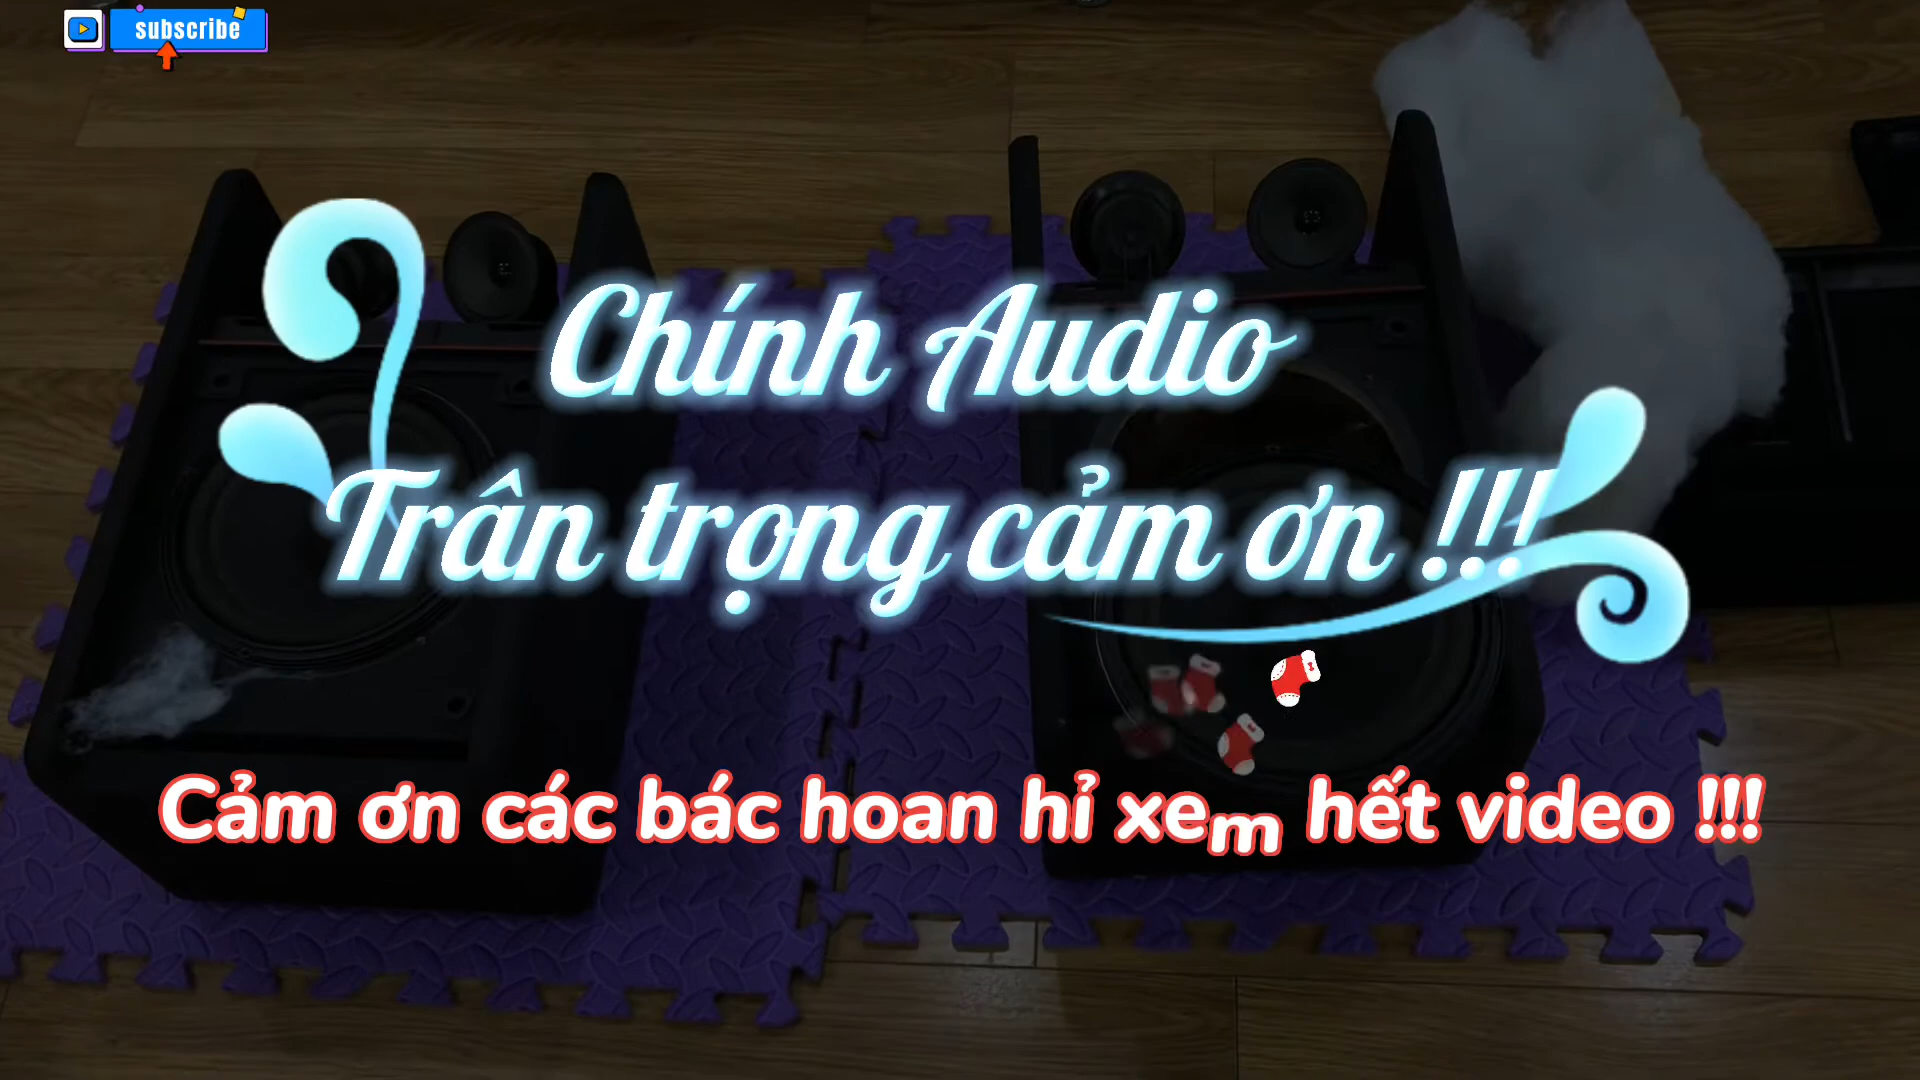 subscribe
Chính Audio
Trân trọng cảm ơn !!!
Cảm ơn các bác hoan hỉ xem hết video !!!